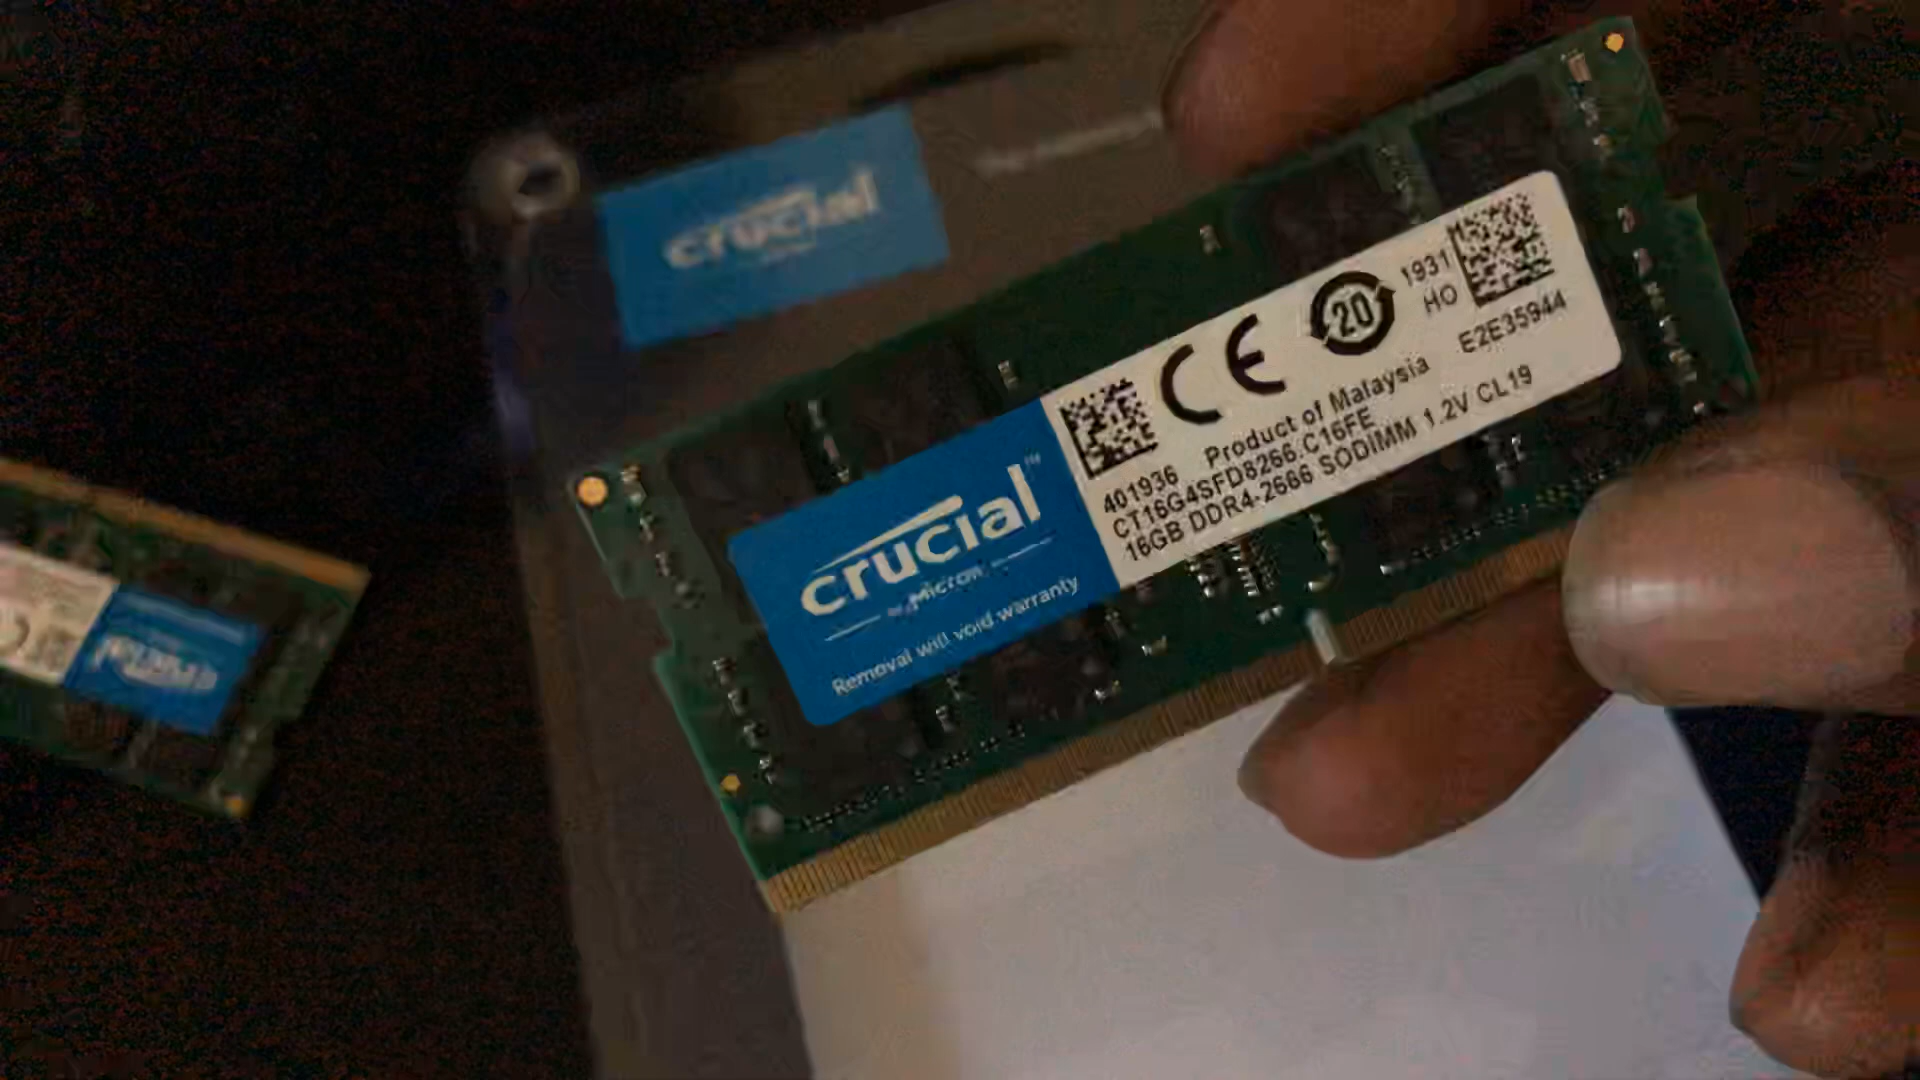 crucial
crucial™
by Micron
Removal will void warranty
CE
20
1931
HO
E2E35944
401936
Product of Malaysia
CT16G4SFD8266.C16FE
16GB DDR4-2666 SODIMM 1.2V CL19
crucial